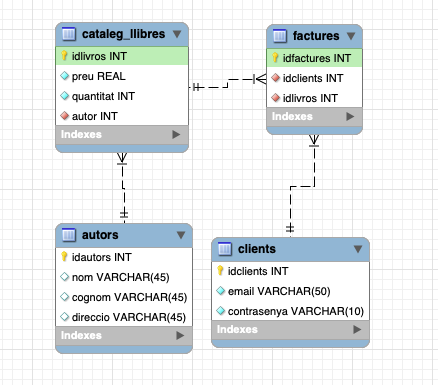 cataleg_llibres
idlivros INT
preu REAL
quantitat INT
autor INT
Indexes
factures
idfactures INT
idclients INT
idlivros INT
Indexes
autors
idautors INT
nom VARCHAR(45)
cognom VARCHAR(45)
direccio VARCHAR(45)
Indexes
clients
idclients INT
email VARCHAR(50)
contrasenya VARCHAR(10)
Indexes